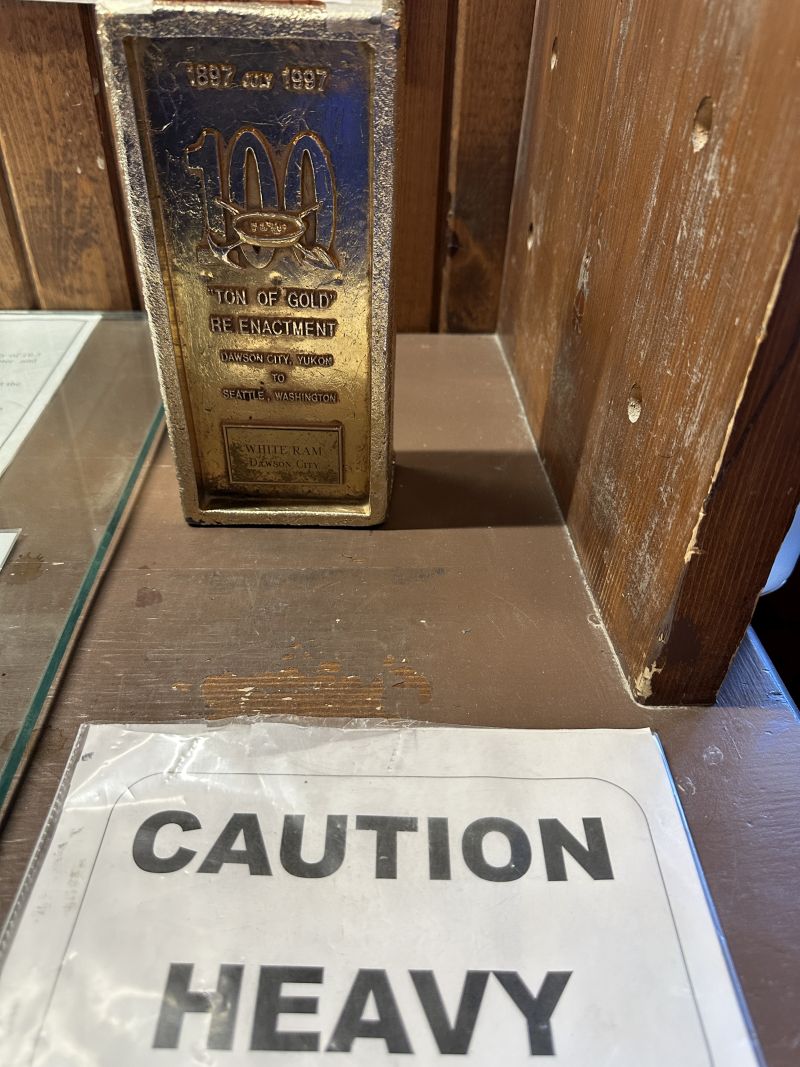 1897 JULY 1997
100
"TON OF GOLD"
RE ENACTMENT
DAWSON CITY, YUKON
TO
SEATTLE, WASHINGTON
WHITE RAM
DAWSON CITY
CAUTION
HEAVY